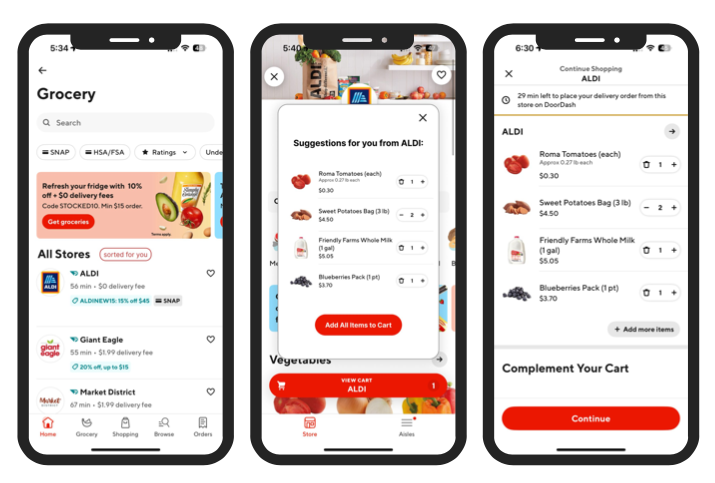 5:34
Grocery
Search
SNAP
HSA/FSA
Ratings
Unde
Refresh your fridge with 10%
off + $0 delivery fees
Code STOCKED10. Min $15 order.
Get groceries
Simply
Terms apply.
All Stores
sorted for you
ALDI
ALDI
56 min • $0 delivery fee
ALDINEW15: 15% off $45
SNAP
giant
eagle
Giant Eagle
55 min • $1.99 delivery fee
20% off, up to $15
Market
Market District
67 min • $1.99 delivery fee
Home
Grocery
Shopping
Browse
Orders
5:40
ALDI
Suggestions for you from ALDI:
Roma Tomatoes (each)
Approx 0.27 lb each
$0.30
1
Sweet Potatoes Bag (3 lb)
$4.50
2
Friendly Farms Whole Milk
(1 gal)
$5.05
1
Blueberries Pack (1 pt)
$3.70
1
Add All Items to Cart
Vegetables
VIEW CART
ALDI
1
Store
Aisles
6:30
Continue Shopping
ALDI
29 min left to place your delivery order from this
store on DoorDash
ALDI
Roma Tomatoes (each)
Approx 0.27 lb each
$0.30
1
Sweet Potatoes Bag (3 lb)
$4.50
2
Friendly Farms Whole Milk
(1 gal)
$5.05
1
Blueberries Pack (1 pt)
$3.70
1
+ Add more items
Complement Your Cart
Continue